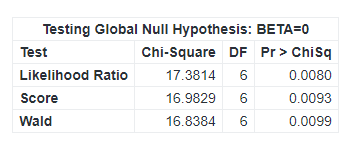 Testing Global Null Hypothesis: BETA=0
Test Chi-Square DF Pr > ChiSq
Likelihood Ratio 17.3814 6 0.0080
Score 16.9829 6 0.0093
Wald 16.8384 6 0.0099